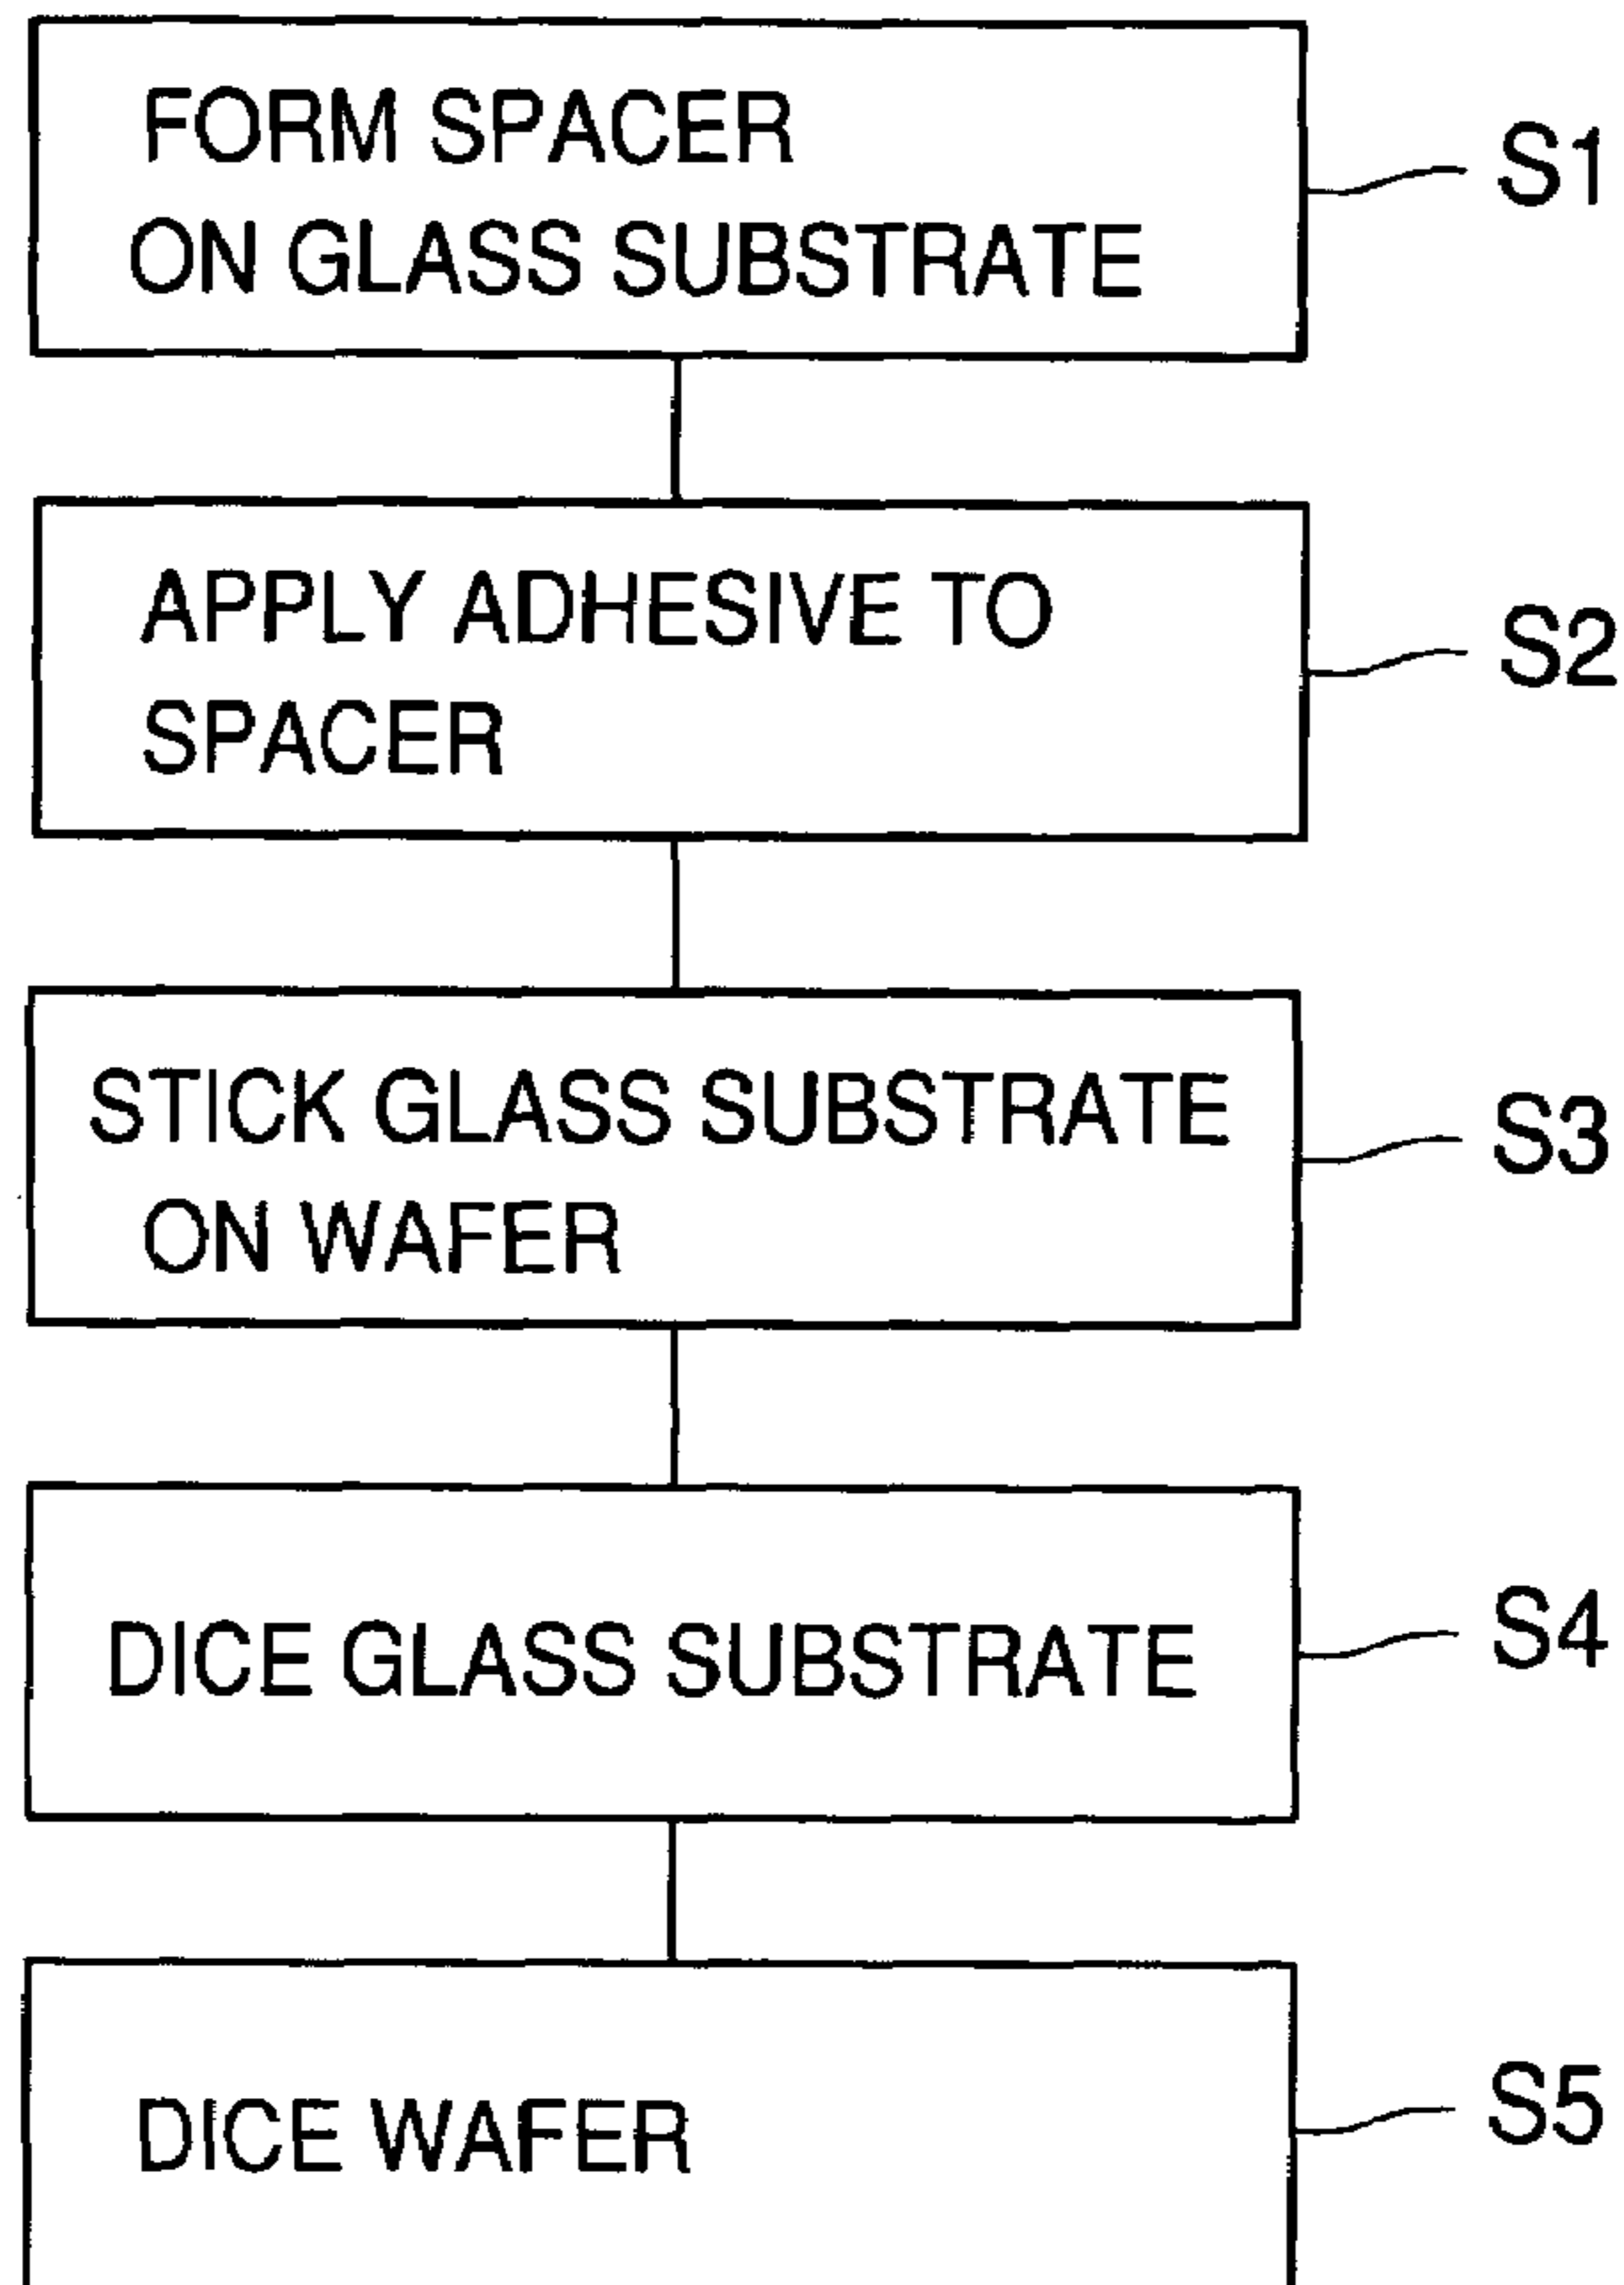 FORM SPACER
ON GLASS SUBSTRATE
S1
APPLY ADHESIVE TO
SPACER
S2
STICK GLASS SUBSTRATE
ON WAFER
S3
DICE GLASS SUBSTRATE
S4
DICE WAFER
S5